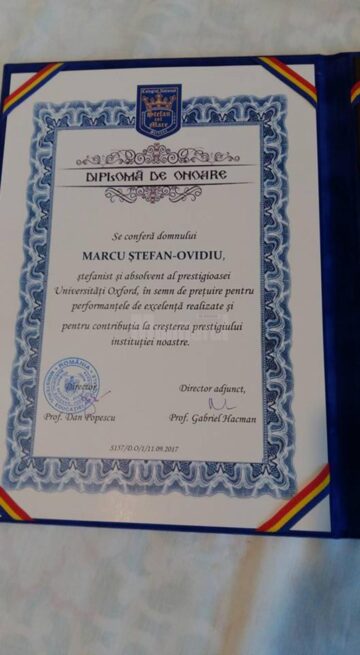 Colegiul Național
Ștefan
cel
Mare
DIPLOMĂ DE ONOARE
Se conferă domnului
MARCU ȘTEFAN-OVIDIU,
ștefanist și absolvent al prestigioasei
Universități Oxford, în semn de prețuire pentru
performanțele de excelență realizate și
pentru contribuția la creșterea prestigiului
instituției noastre.
ROMÂNIA
Director, Director adjunct,
Prof. Dan Popescu Prof. Gabriel Hacman
5157/D.O/1/11.09.2017